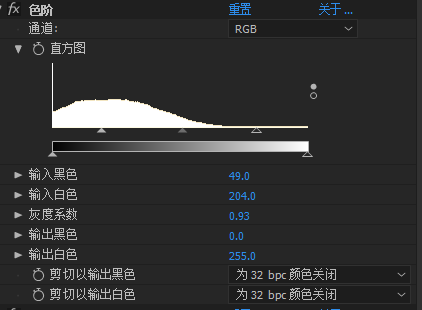 fx 色阶 重置 关于...
通道: RGB
直方图
输入黑色 49.0
输入白色 204.0
灰度系数 0.93
输出黑色 0.0
输出白色 255.0
剪切以输出黑色 为 32 bpc 颜色关闭
剪切以输出白色 为 32 bpc 颜色关闭